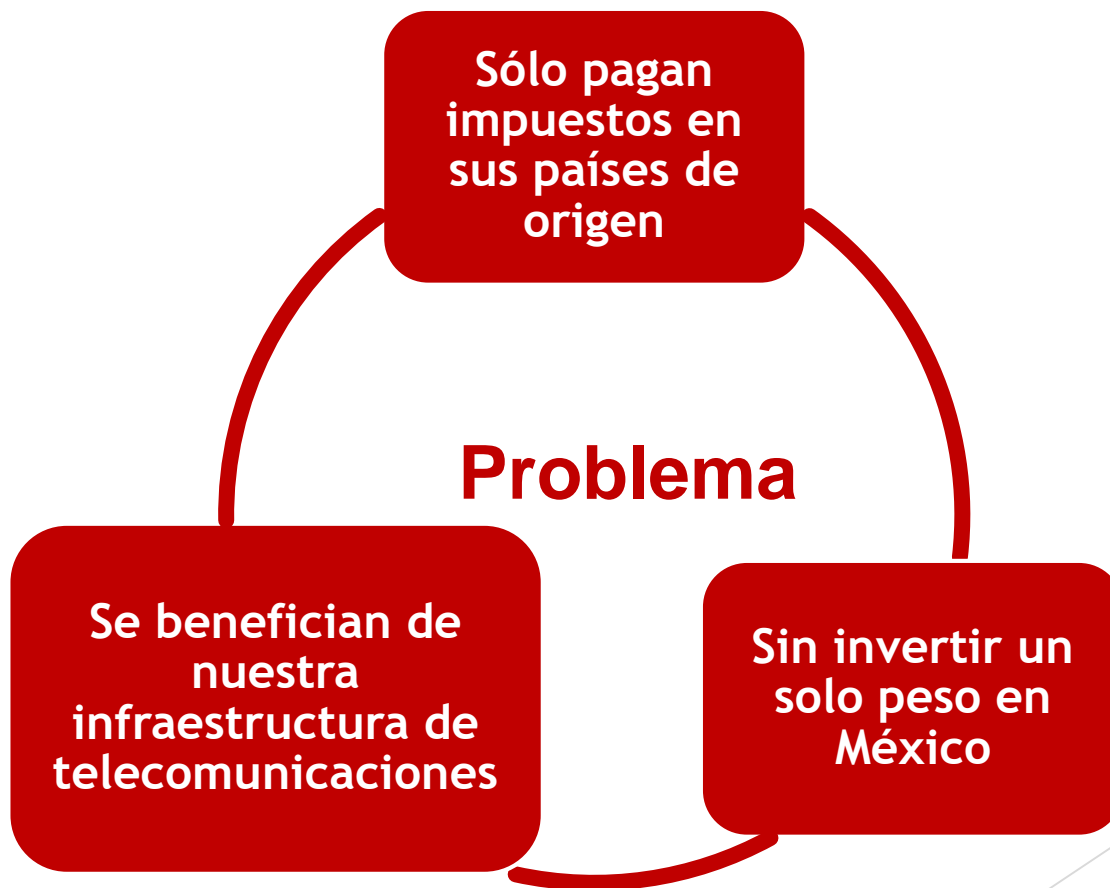 Sólo pagan
impuestos en
sus países de
origen
Problema
Se benefician de
nuestra
infraestructura de
telecomunicaciones
Sin invertir un
solo peso en
México